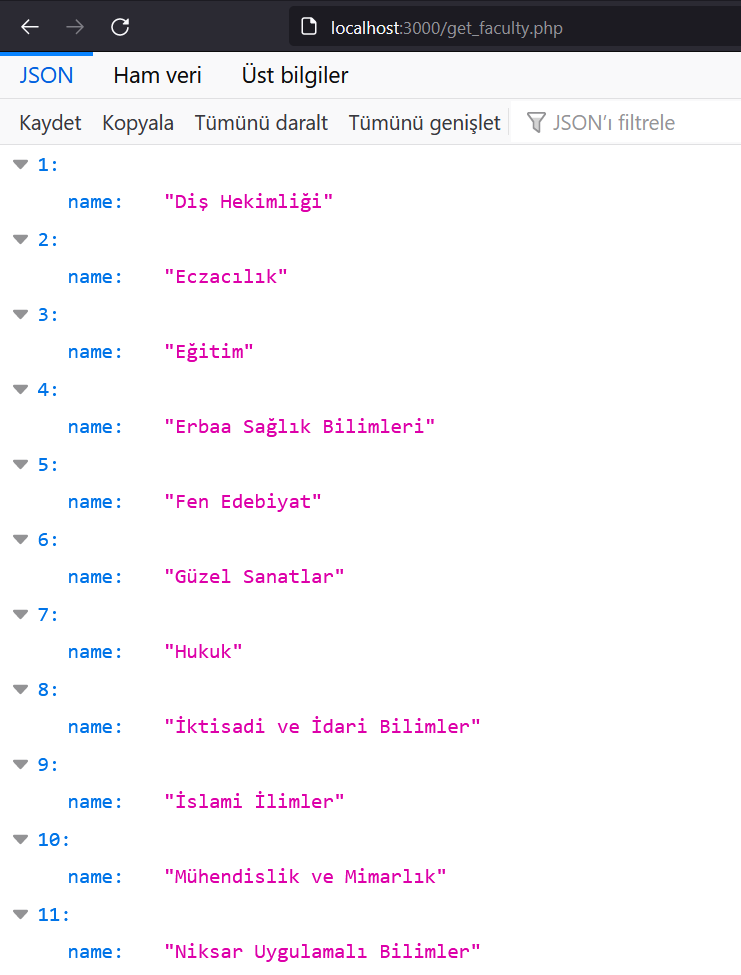 localhost:3000/get_faculty.php
JSON Ham veri Üst bilgiler
Kaydet Kopyala Tümünü daralt Tümünü genişlet JSON'ı filtrele
1:
name: "Diş Hekimliği"
2:
name: "Eczacılık"
3:
name: "Eğitim"
4:
name: "Erbaa Sağlık Bilimleri"
5:
name: "Fen Edebiyat"
6:
name: "Güzel Sanatlar"
7:
name: "Hukuk"
8:
name: "İktisadi ve İdari Bilimler"
9:
name: "İslami İlimler"
10:
name: "Mühendislik ve Mimarlık"
11:
name: "Niksar Uygulamalı Bilimler"